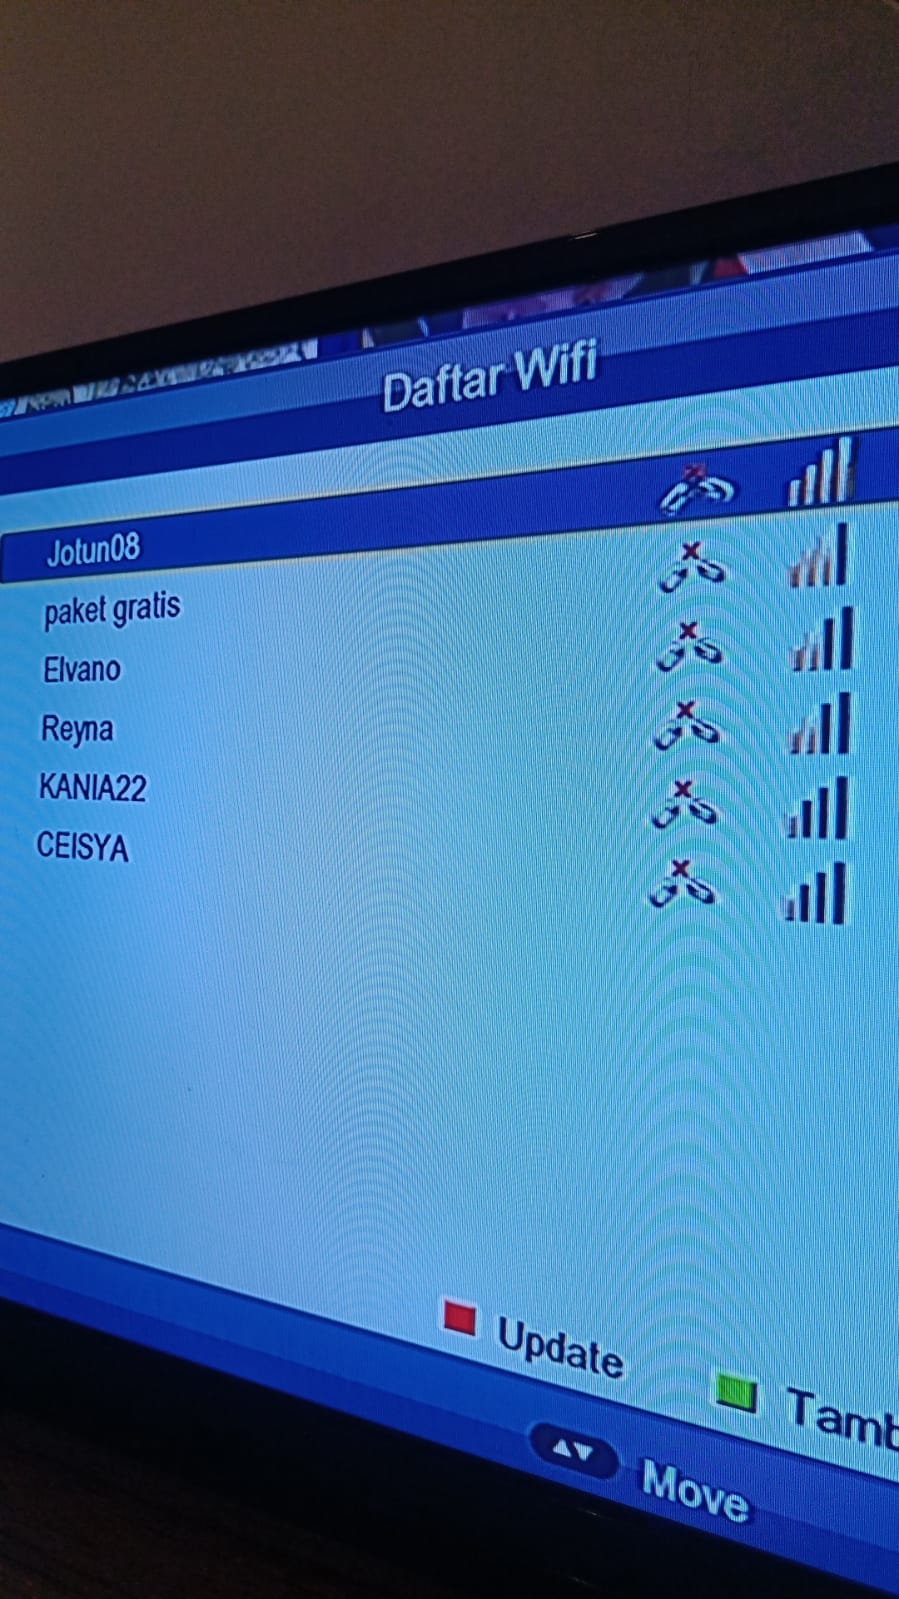 Daftar Wifi
Jotun08
paket gratis
Elvano
Reyna
KANIA22
CEISYA
Update
Move